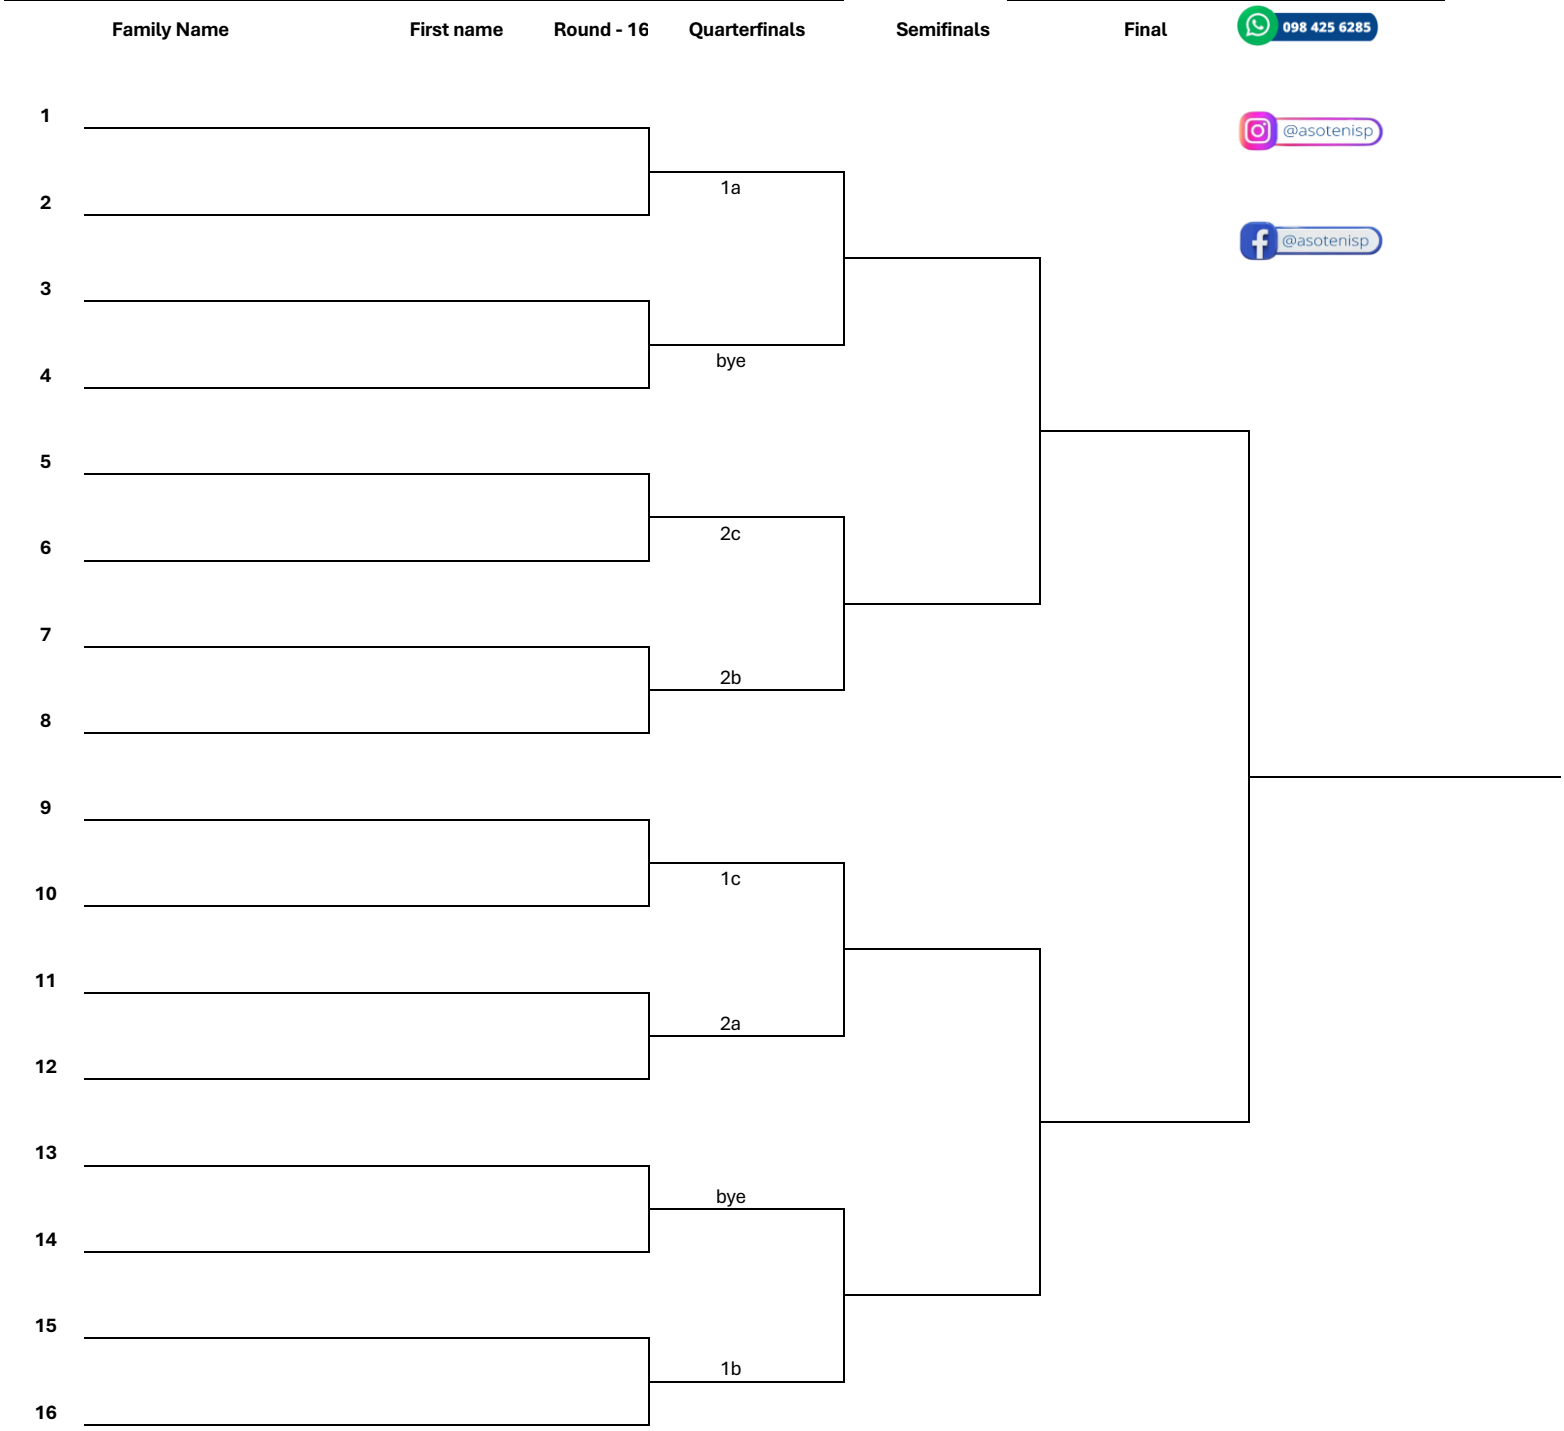 Family Name First name Round - 16 Quarterfinals Semifinals Final 098 425 6285
1
@asotenisp
1a
2
@asotenisp
3
bye
4
5
2c
6
7
2b
8
9
1c
10
11
2a
12
13
bye
14
15
1b
16